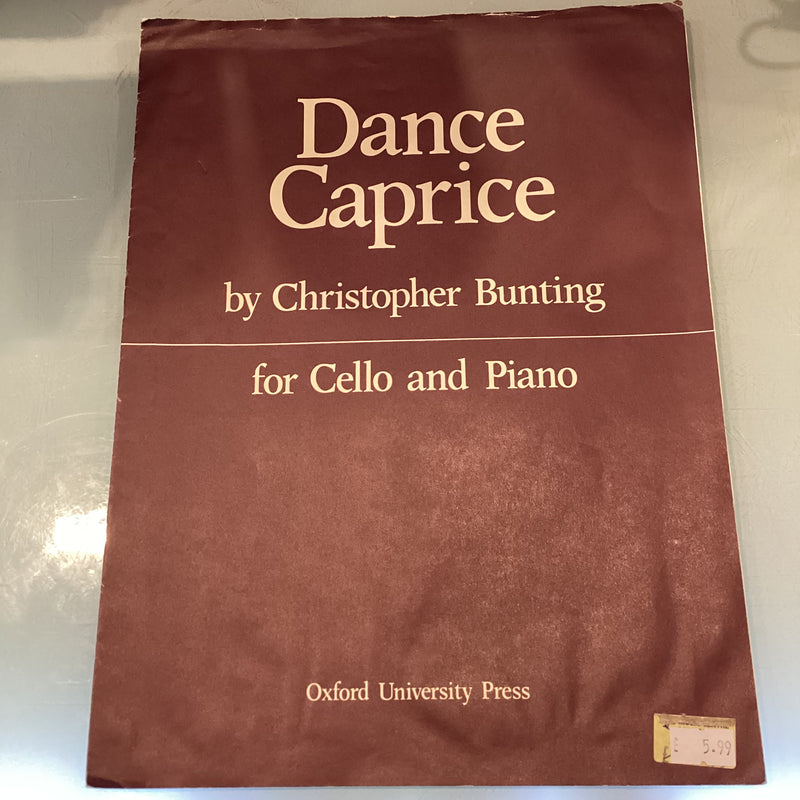 Dance
Caprice
by Christopher Bunting
for Cello and Piano
Oxford University Press
£ 5.99